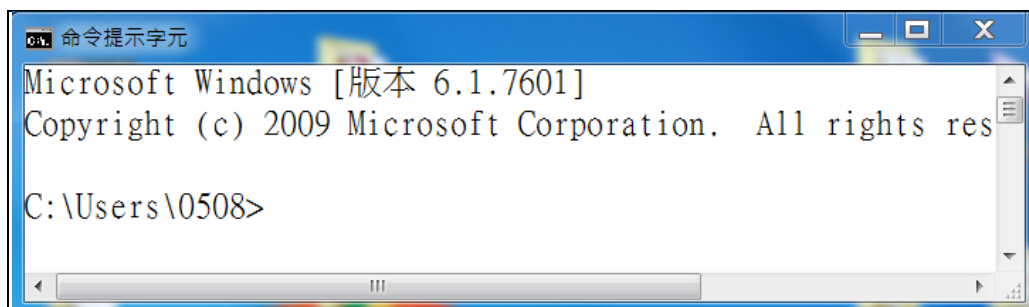 命令提示字元
Microsoft Windows [版本 6.1.7601]
Copyright (c) 2009 Microsoft Corporation.  All rights res
C:\Users\0508>